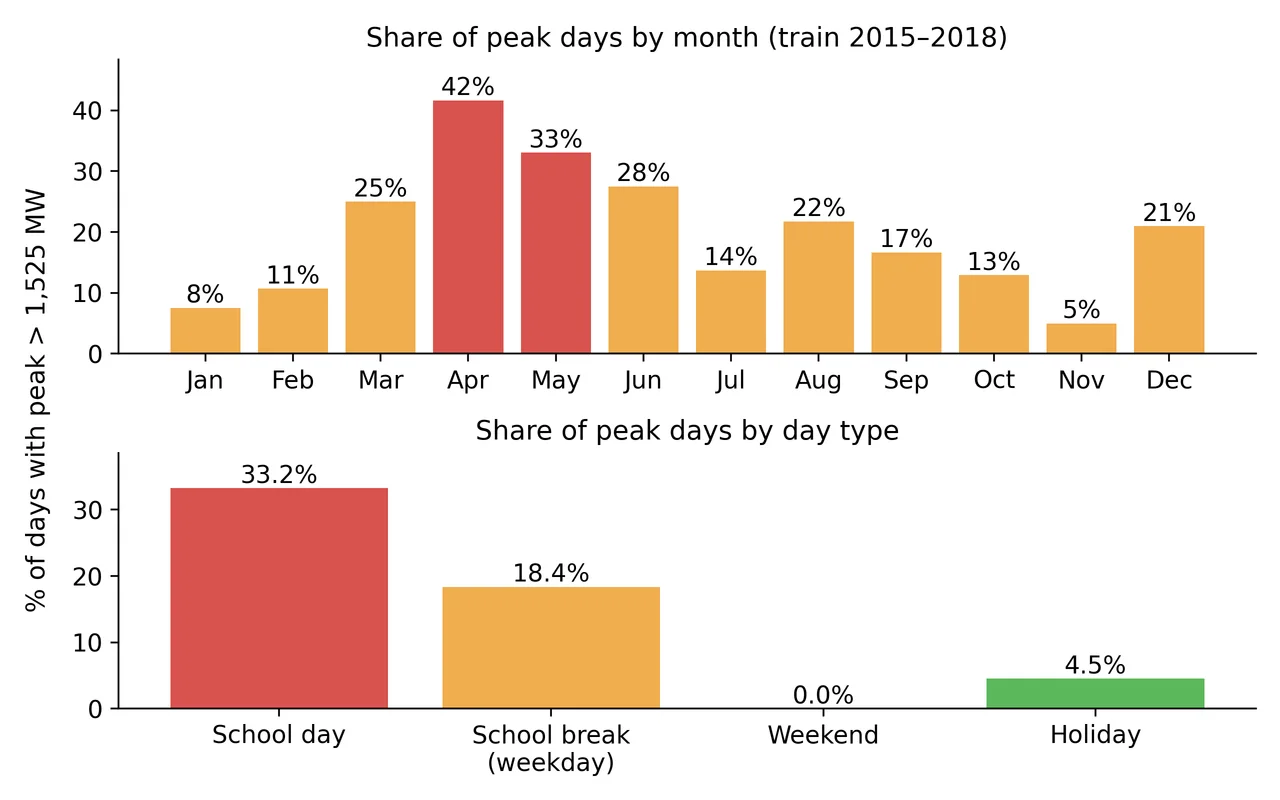 Share of peak days by month (train 2015–2018)
% of days with peak > 1,525 MW
40
30
20
10
0
8%
11%
25%
42%
33%
28%
14%
22%
17%
13%
5%
21%
Jan
Feb
Mar
Apr
May
Jun
Jul
Aug
Sep
Oct
Nov
Dec
Share of peak days by day type
30
20
10
0
33.2%
18.4%
0.0%
4.5%
School day
School break
(weekday)
Weekend
Holiday